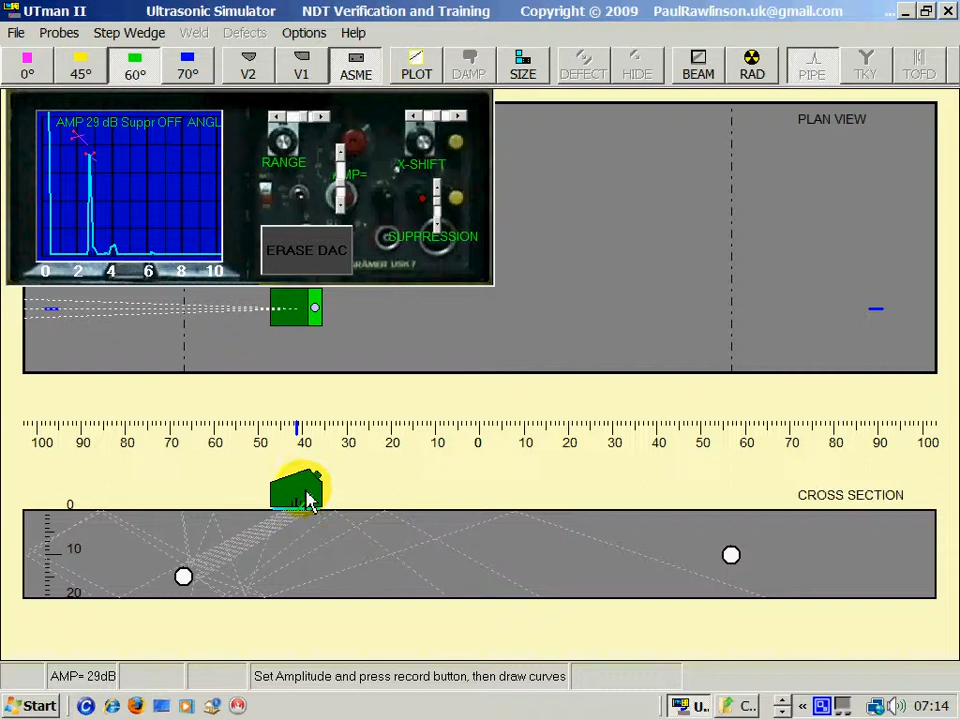 UTman II Ultrasonic Simulator NDT Verification and Training Copyright © 2009 PaulRawlinson.uk@gmail.com ...
File Probes Step Wedge Weld Defects Options Help
0° 45° 60° 70° V2 V1 ASME PLOT DAMP SIZE DEFECT HIDE BEAM RAD PIPE TKY TOFD
AMP 29 dB Suppr OFF ANGL
PLAN VIEW
RANGE
X-SHIFT
AMP=
SUPPRESSION
ERASE DAC
0 2 4 6 8 10
100 90 80 70 60 50 40 30 20 10 0 10 20 30 40 50 60 70 80 90 100
CROSS SECTION
0
10
20
AMP= 29dB Set Amplitude and press record button, then draw curves
Start U.. C.. « 07:14